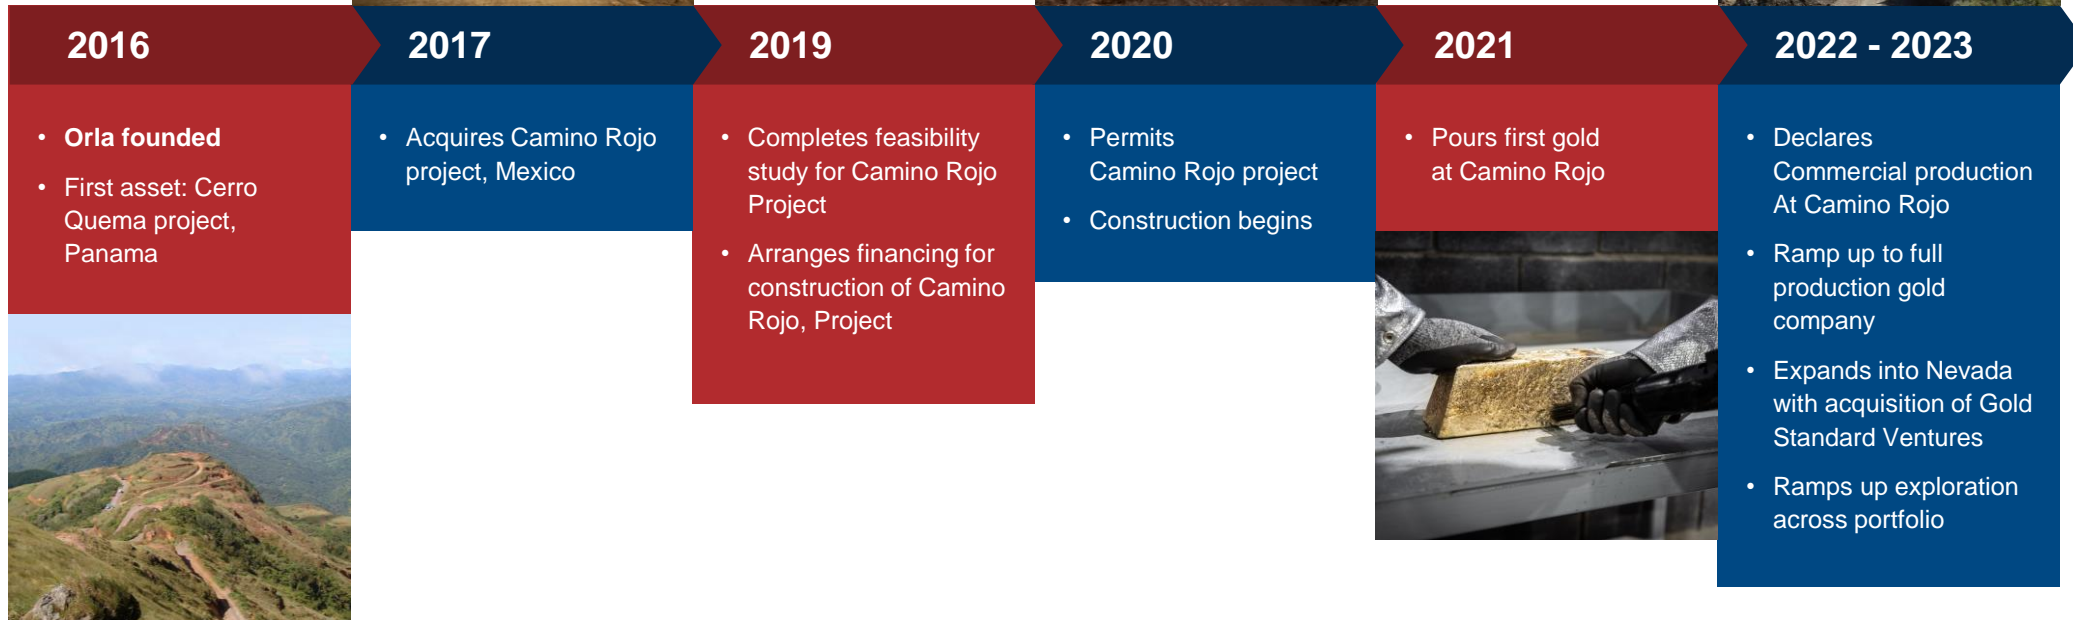 2016
• Orla founded
• First asset: Cerro
Quema project,
Panama
2017
• Acquires Camino Rojo
project, Mexico
2019
• Completes feasibility
study for Camino Rojo
Project
• Arranges financing for
construction of Camino
Rojo, Project
2020
• Permits
Camino Rojo project
• Construction begins
2021
• Pours first gold
at Camino Rojo
2022 - 2023
• Declares
Commercial production
At Camino Rojo
• Ramp up to full
production gold
company
• Expands into Nevada
with acquisition of Gold
Standard Ventures
• Ramps up exploration
across portfolio